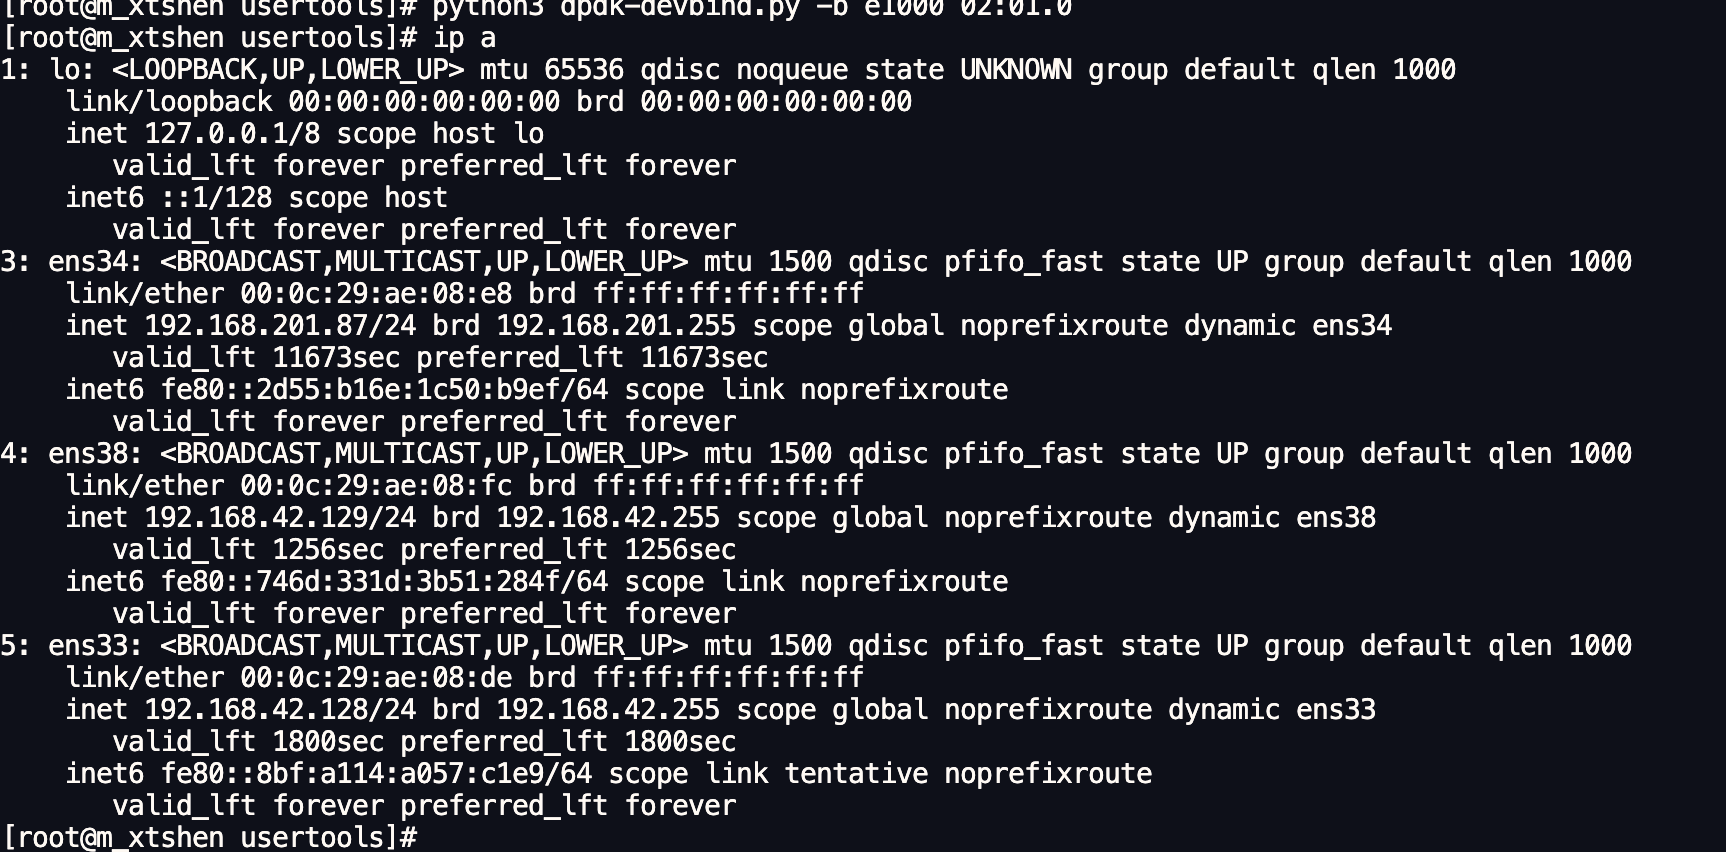 [root@m_xtshen usertools]# python3 dpdk-devbind.py -b e1000 02:01.0
[root@m_xtshen usertools]# ip a
1: lo: <LOOPBACK,UP,LOWER_UP> mtu 65536 qdisc noqueue state UNKNOWN group default qlen 1000
    link/loopback 00:00:00:00:00:00 brd 00:00:00:00:00:00
    inet 127.0.0.1/8 scope host lo
       valid_lft forever preferred_lft forever
    inet6 ::1/128 scope host
       valid_lft forever preferred_lft forever
3: ens34: <BROADCAST,MULTICAST,UP,LOWER_UP> mtu 1500 qdisc pfifo_fast state UP group default qlen 1000
    link/ether 00:0c:29:ae:08:e8 brd ff:ff:ff:ff:ff:ff
    inet 192.168.201.87/24 brd 192.168.201.255 scope global noprefixroute dynamic ens34
       valid_lft 11673sec preferred_lft 11673sec
    inet6 fe80::2d55:b16e:1c50:b9ef/64 scope link noprefixroute
       valid_lft forever preferred_lft forever
4: ens38: <BROADCAST,MULTICAST,UP,LOWER_UP> mtu 1500 qdisc pfifo_fast state UP group default qlen 1000
    link/ether 00:0c:29:ae:08:fc brd ff:ff:ff:ff:ff:ff
    inet 192.168.42.129/24 brd 192.168.42.255 scope global noprefixroute dynamic ens38
       valid_lft 1256sec preferred_lft 1256sec
    inet6 fe80::746d:331d:3b51:284f/64 scope link noprefixroute
       valid_lft forever preferred_lft forever
5: ens33: <BROADCAST,MULTICAST,UP,LOWER_UP> mtu 1500 qdisc pfifo_fast state UP group default qlen 1000
    link/ether 00:0c:29:ae:08:de brd ff:ff:ff:ff:ff:ff
    inet 192.168.42.128/24 brd 192.168.42.255 scope global noprefixroute dynamic ens33
       valid_lft 1800sec preferred_lft 1800sec
    inet6 fe80::8bf:a114:a057:c1e9/64 scope link tentative noprefixroute
       valid_lft forever preferred_lft forever
[root@m_xtshen usertools]#